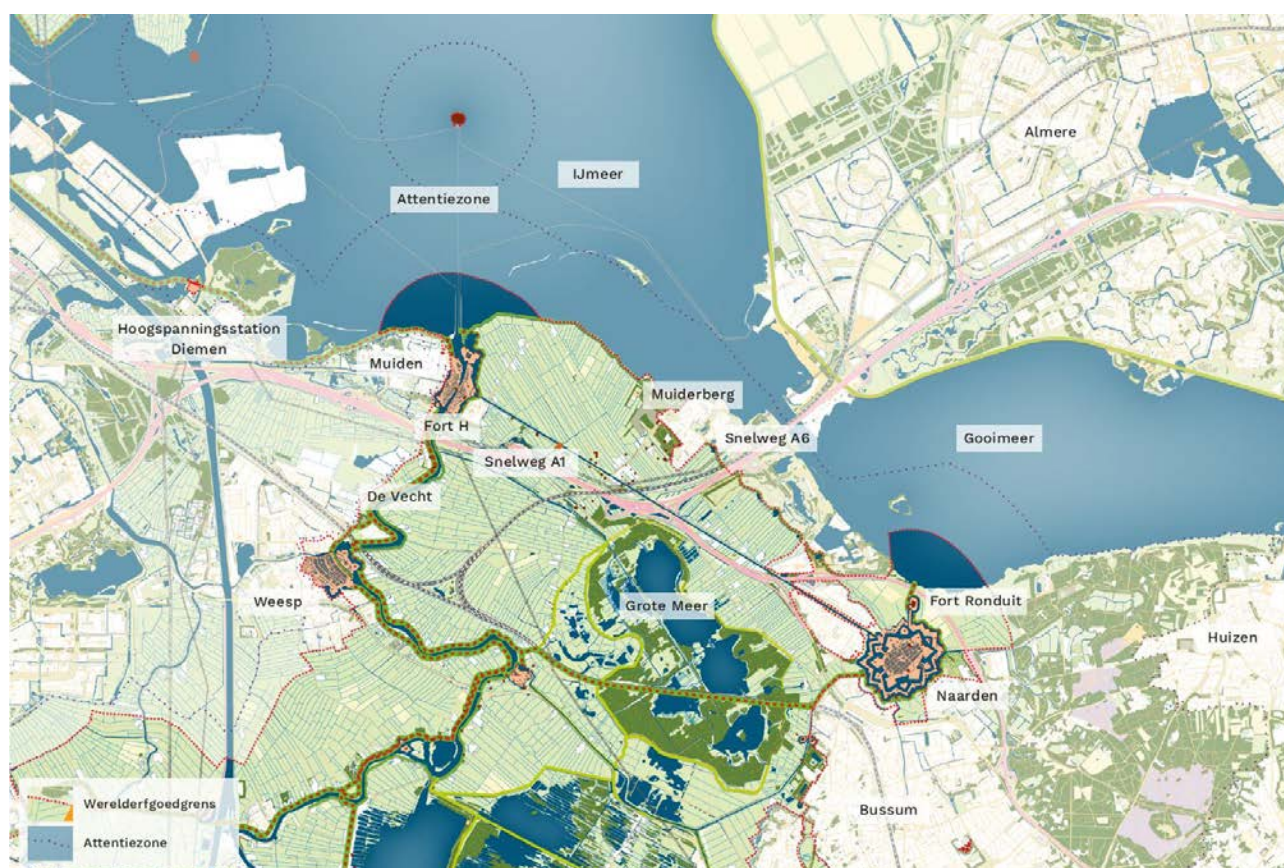 Almere
IJmeer
Attentiezone
Hoogspanningsstation
Diemen
Muiden
Muiderberg
Fort H
Snelweg A6
Gooimeer
Snelweg A1
De Vecht
Weesp
Grote Meer
Fort Ronduit
Huizen
Naarden
Werelderfgoedgrens
Bussum
Attentiezone